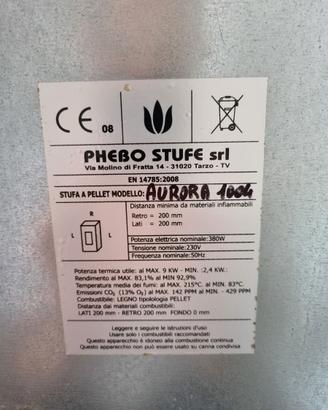 CE 08
PHEBO STUFE srl
Via Molino di Fratta 14 - 31020 Tarzo - TV
EN 14785:2008
STUFA A PELLET MODELLO: AURORA 1004
Distanza minima da materiali infiammabili
R
Retro = 200 mm
L L
Lati = 200 mm
Potenza elettrica nominale:380W
Tensione nominale:230V
Frequenza nominale:50Hz
Potenza termica utile: al MAX. 9 KW - MIN. :2,4 KW.:
Rendimento al MAX. 83,1% al MIN 92,9%
Temperatura media dei fumi: al MAX. 215°C. al MIN. 83°C.
Emissioni CO₂ (13% O₂) al MAX. 142 PPM al MIN. - 429 PPM
Combustibile: LEGNO tipologia PELLET
Distanza dai materiali combustibili:
LATI 200 mm - RETRO 200 mm FONDO 0 mm
Leggere e seguire le istruzioni d'uso
Usare solo i combustibili raccomandati
Questo apparecchio è idoneo alla combustione continua
Questo apparecchio non può essere usato su canna condivisa